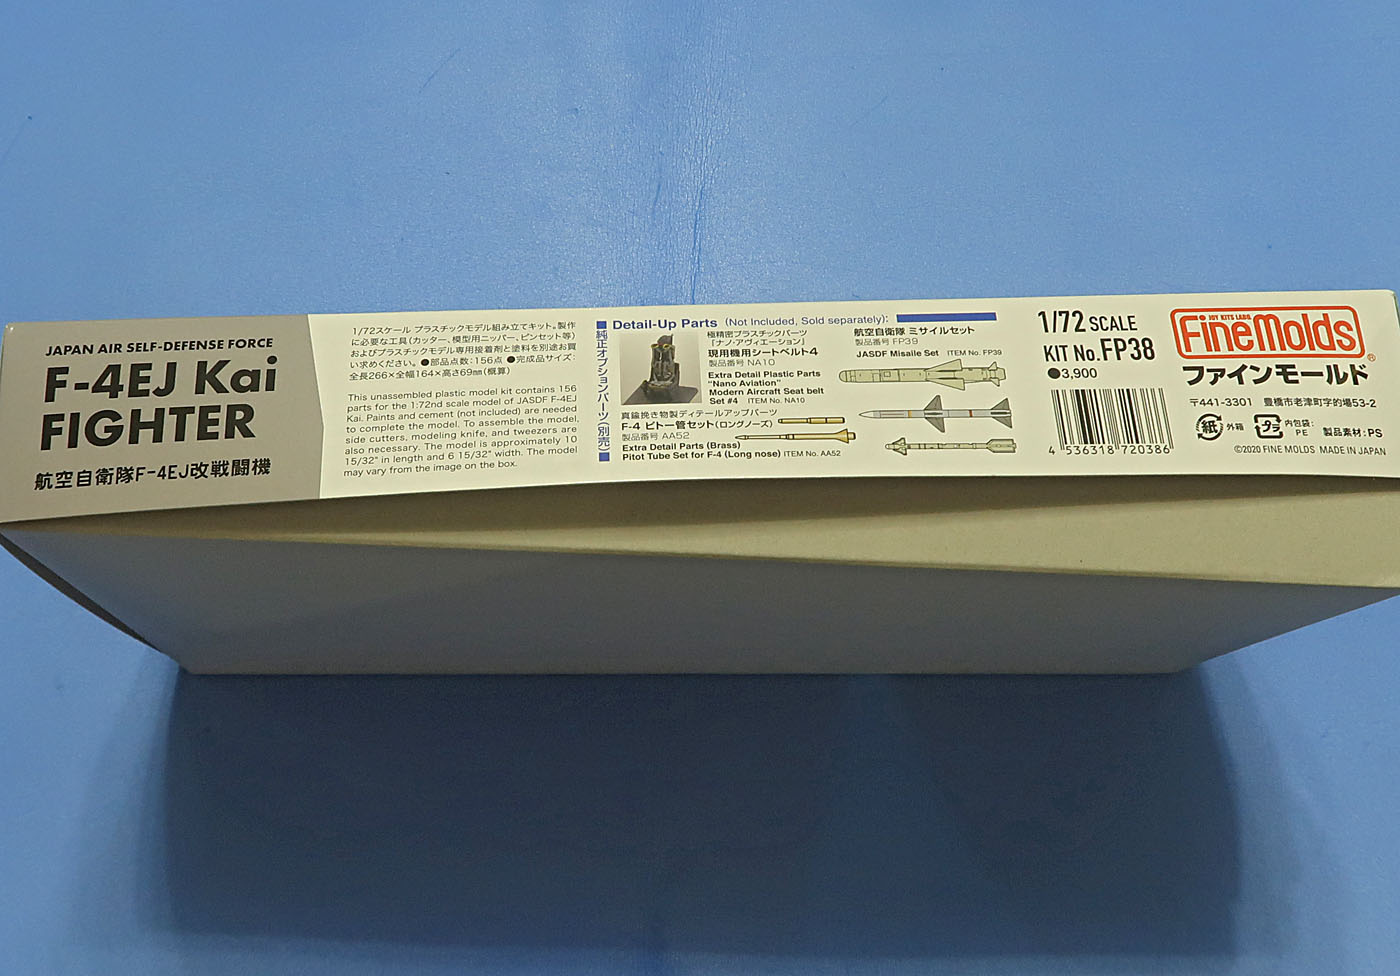 JAPAN AIR SELF-DEFENSE FORCE
F-4EJ Kai
FIGHTER
航空自衛隊F-4EJ改戦闘機
1/72スケール プラスチックモデル組み立てキット。製作
に必要な工具(カッター、模型用ニッパー、ピンセット等)
およびプラスチックモデル専用接着剤と塗料を別途お買
い求めください。●部品点数:156点 ●完成品サイズ:
全長266×全幅164×高さ69㎜(概算)
This unassembled plastic model kit contains 156
parts for the 1:72nd scale model of JASDF F-4EJ
Kai. Paints and cement (not included) are needed
to complete the model. To assemble the model,
side cutters, modeling knife, and tweezers are
also necessary. The model is approximately 10
15/32" in length and 6 15/32" width. The model
may vary from the image on the box.
■純正オプションパーツ(別売)■
Detail-Up Parts (Not Included, Sold separately):
極精密プラスチックパーツ
「ナノ・アヴィエーション」
現用機用シートベルト4
製品番号 NA10
Extra Detail Plastic Parts
"Nano Aviation"
Modern Aircraft Seat belt
Set #4 ITEM No. NA10
真鍮挽き物製ディテールアップパーツ
F-4 ピトー管セット(ロングノーズ)
製品番号 AA52
Extra Detail Parts (Brass)
Pitot Tube Set for F-4 (Long nose) ITEM No. AA52
航空自衛隊 ミサイルセット
製品番号 FP39
JASDF Misaile Set ITEM No. FP39
1/72 SCALE
KIT No. FP38
●3,900
4 536318 720386
JOY KITS LABO
FineMolds®
ファインモールド
〒441-3301 豊橋市老津町字的場53-2
紙 外箱
プラ 内包袋:
PE
製品素材:PS
©2020 FINE MOLDS MADE IN JAPAN